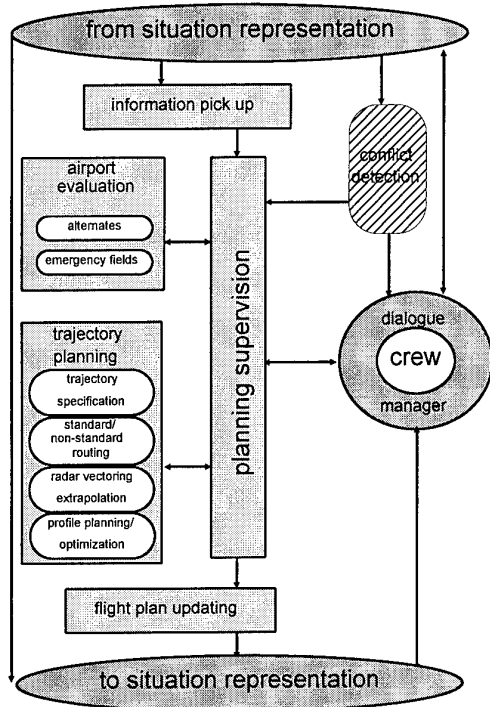 from situation representation
information pick up
conflict
detection
airport
evaluation
alternates
emergency fields
planning supervision
dialogue
crew
manager
trajectory
planning
trajectory
specification
standard/
non-standard
routing
radar vectoring
extrapolation
profile planning/
optimization
flight plan updating
to situation representation